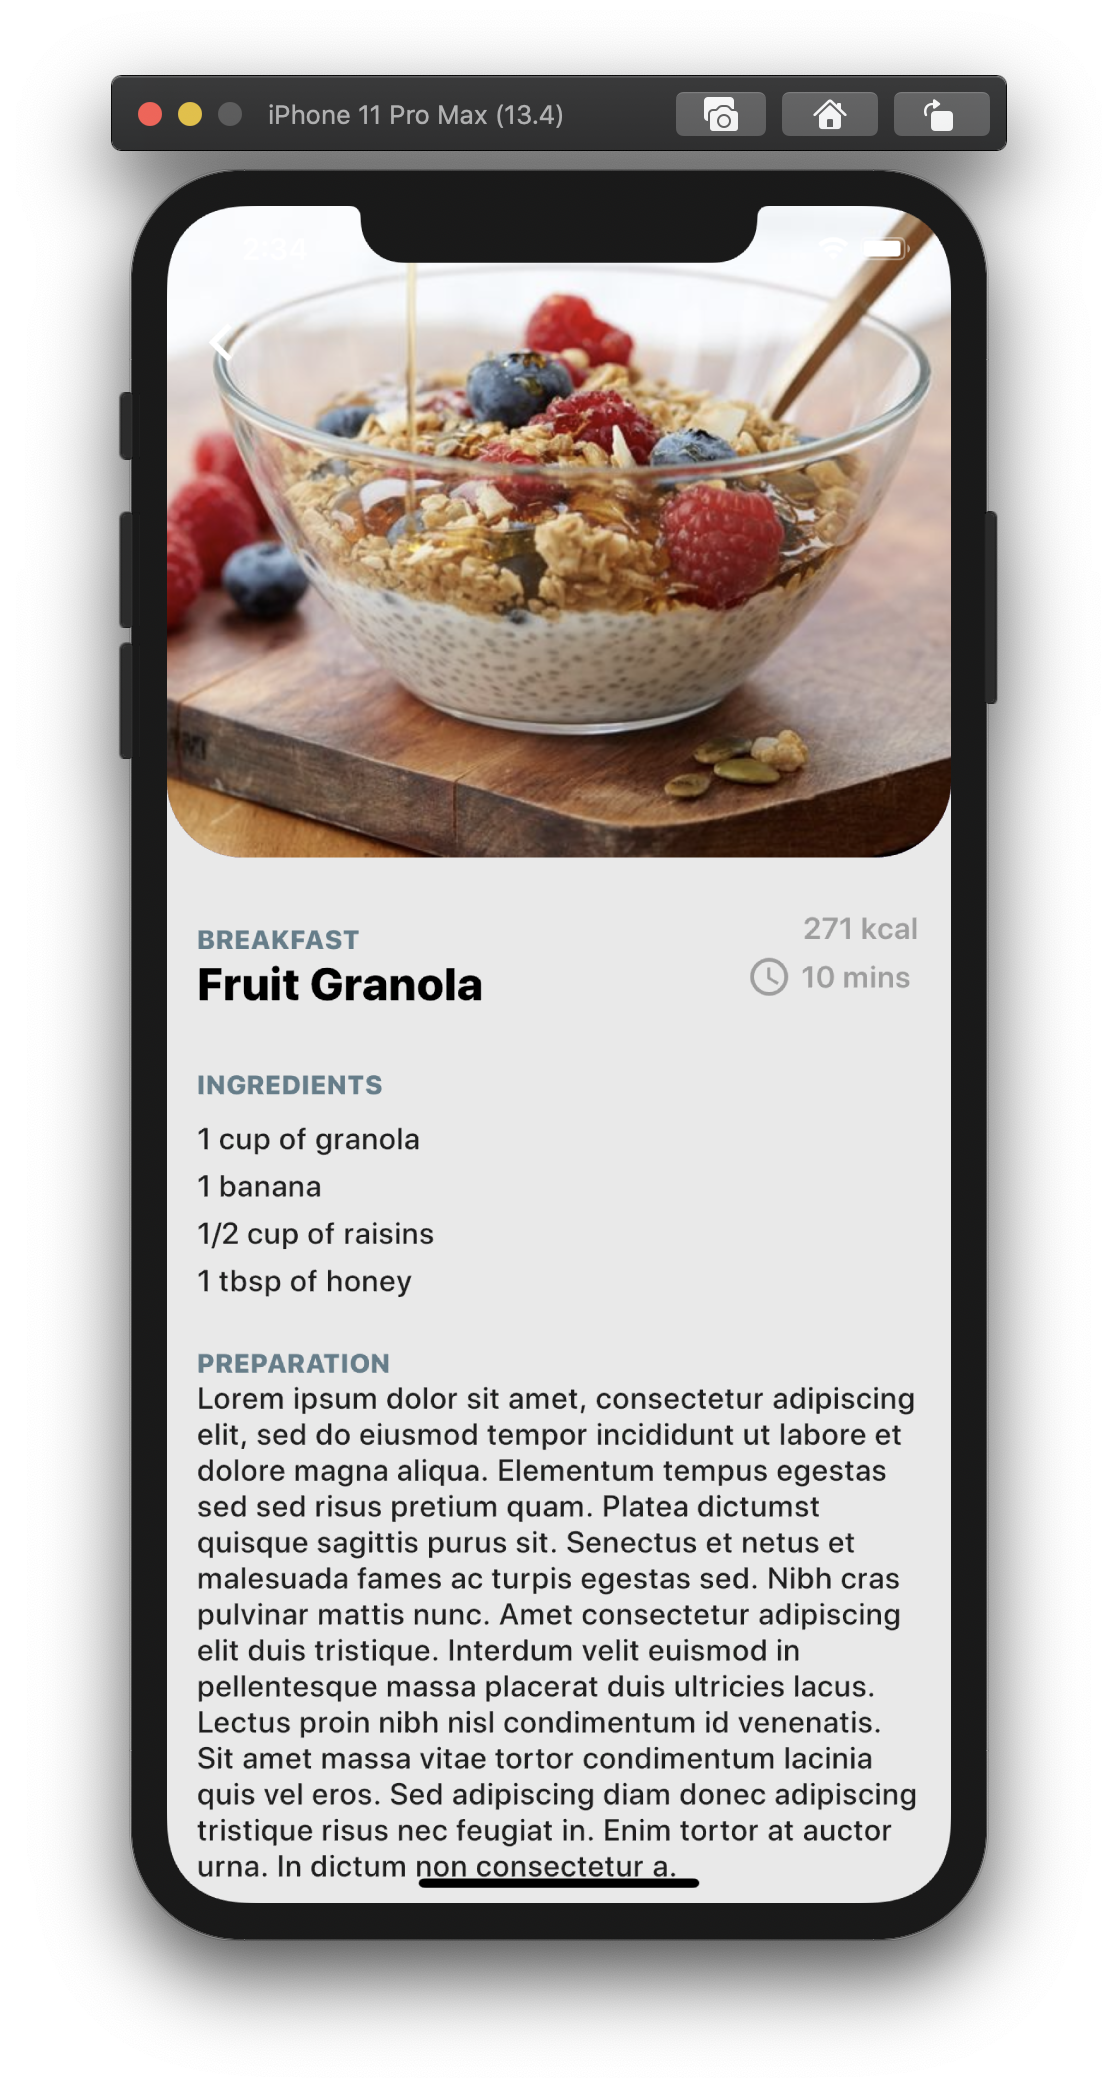 iPhone 11 Pro Max (13.4)
2:34
BREAKFAST
Fruit Granola
271 kcal
10 mins
INGREDIENTS
1 cup of granola
1 banana
1/2 cup of raisins
1 tbsp of honey
PREPARATION
Lorem ipsum dolor sit amet, consectetur adipiscing
elit, sed do eiusmod tempor incididunt ut labore et
dolore magna aliqua. Elementum tempus egestas
sed sed risus pretium quam. Platea dictumst
quisque sagittis purus sit. Senectus et netus et
malesuada fames ac turpis egestas sed. Nibh cras
pulvinar mattis nunc. Amet consectetur adipiscing
elit duis tristique. Interdum velit euismod in
pellentesque massa placerat duis ultricies lacus.
Lectus proin nibh nisl condimentum id venenatis.
Sit amet massa vitae tortor condimentum lacinia
quis vel eros. Sed adipiscing diam donec adipiscing
tristique risus nec feugiat in. Enim tortor at auctor
urna. In dictum non consectetur a.